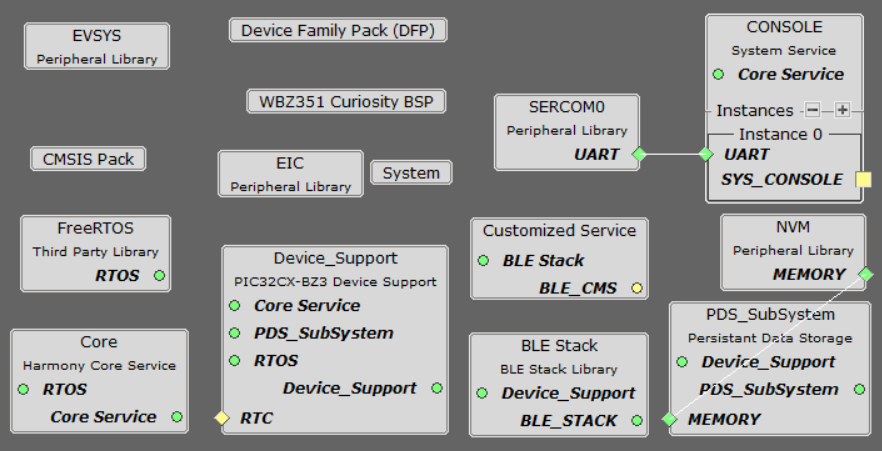 EVSYS
Peripheral Library
Device Family Pack (DFP)
WBZ351 Curiosity BSP
CMSIS Pack
EIC
Peripheral Library
System
SERCOM0
Peripheral Library
UART
CONSOLE
System Service
Core Service
Instances
Instance 0
UART
SYS_CONSOLE
FreeRTOS
Third Party Library
RTOS
Device_Support
PIC32CX-BZ3 Device Support
Core Service
PDS_SubSystem
RTOS
Device_Support
RTC
Customized Service
BLE Stack
BLE_CMS
NVM
Peripheral Library
MEMORY
Core
Harmony Core Service
RTOS
Core Service
BLE Stack
BLE Stack Library
Device_Support
BLE_STACK
PDS_SubSystem
Persistant Data Storage
Device_Support
PDS_SubSystem
MEMORY